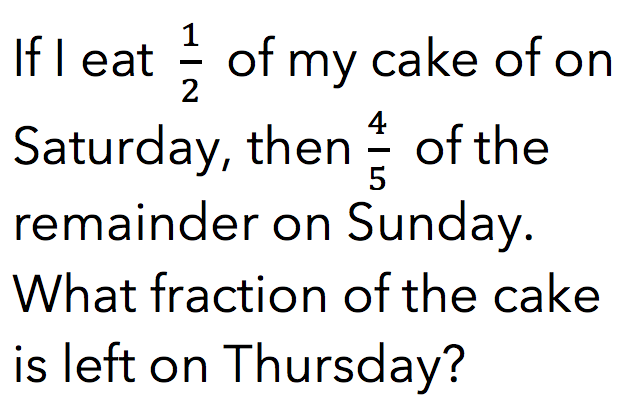 If I eat 1/2 of my cake of on
Saturday, then 4/5 of the
remainder on Sunday.
What fraction of the cake
is left on Thursday?